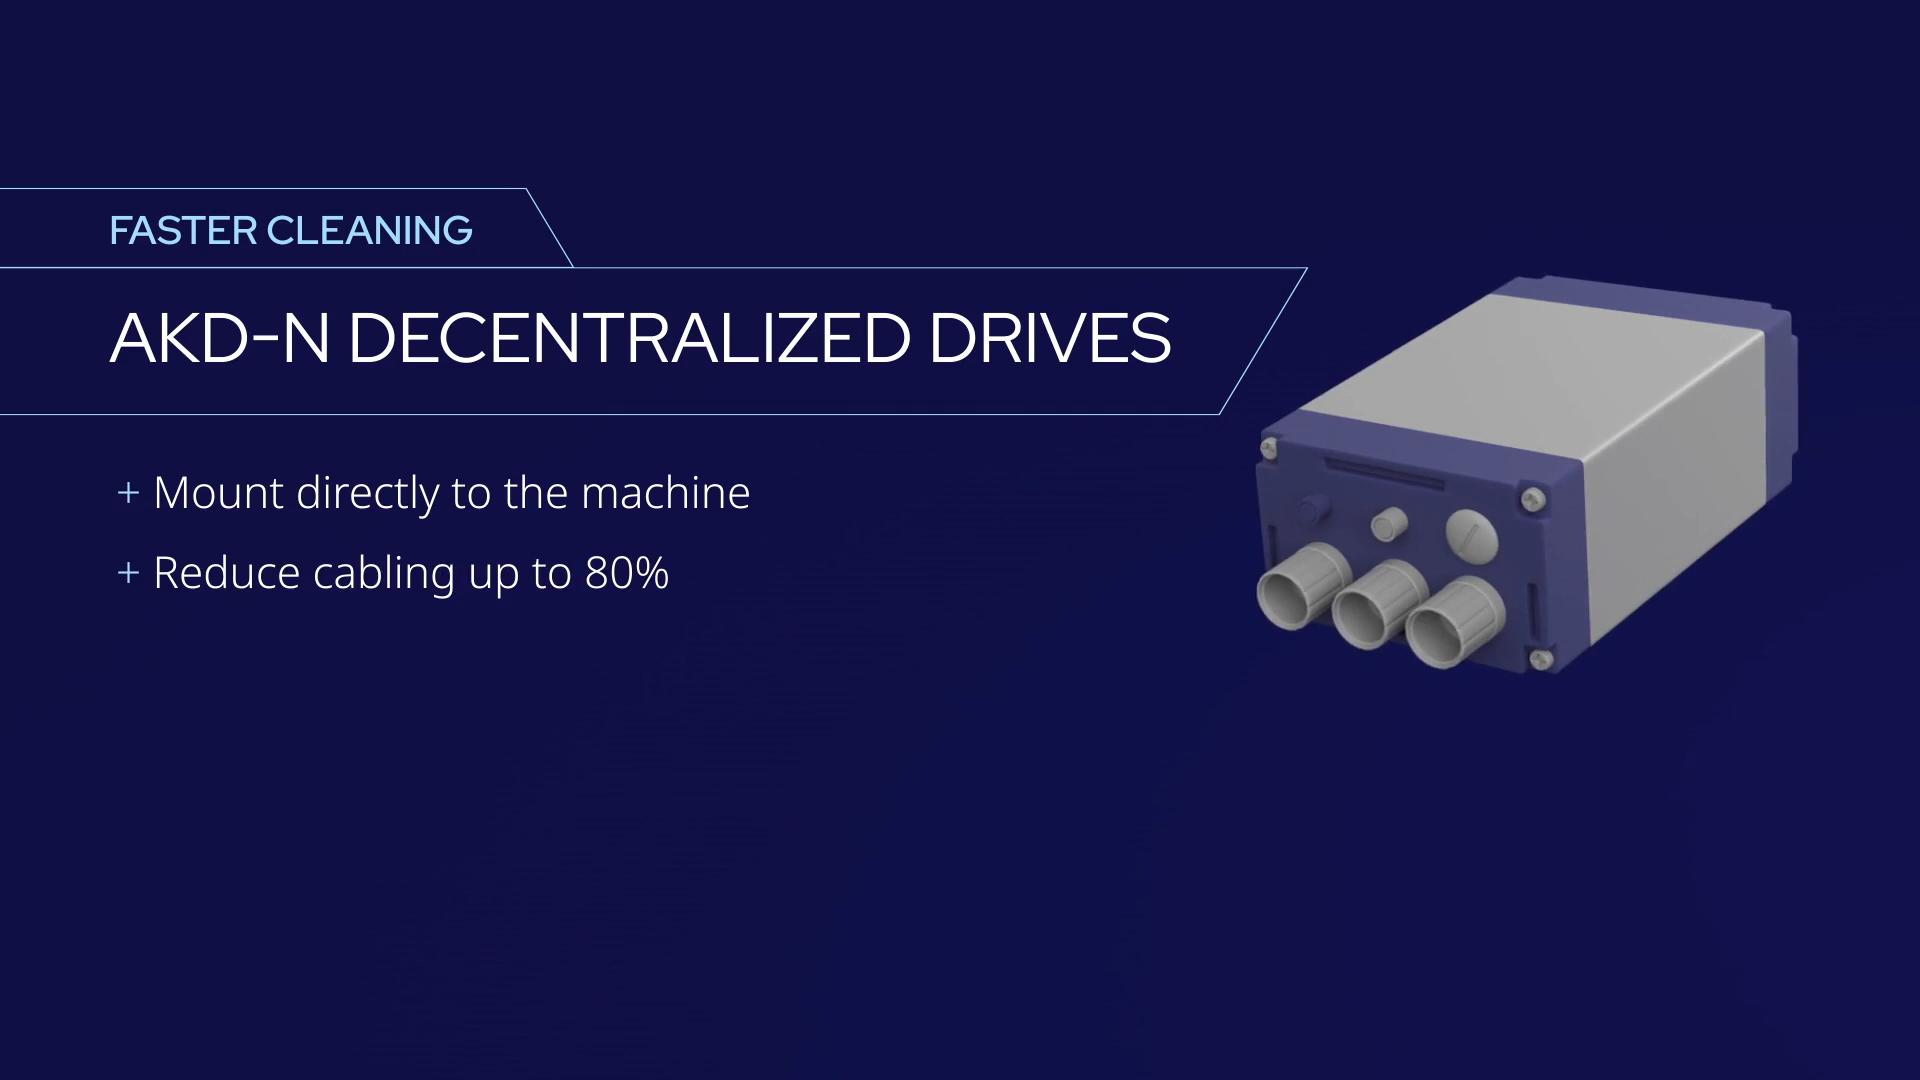 FASTER CLEANING
AKD-N DECENTRALIZED DRIVES
+ Mount directly to the machine
+ Reduce cabling up to 80%